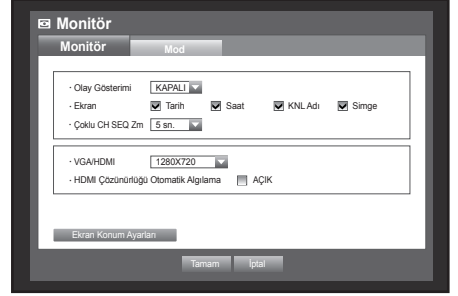 Monitör
Monitör Mod
· Olay Gösterimi KAPALI
· Ekran Tarih Saat KNL Adı Simge
· Çoklu CH SEQ Zm 5 sn.
· VGA/HDMI 1280X720
· HDMI Çözünürlüğü Otomatik Algılama AÇIK
Ekran Konum Ayarları
Tamam İptal